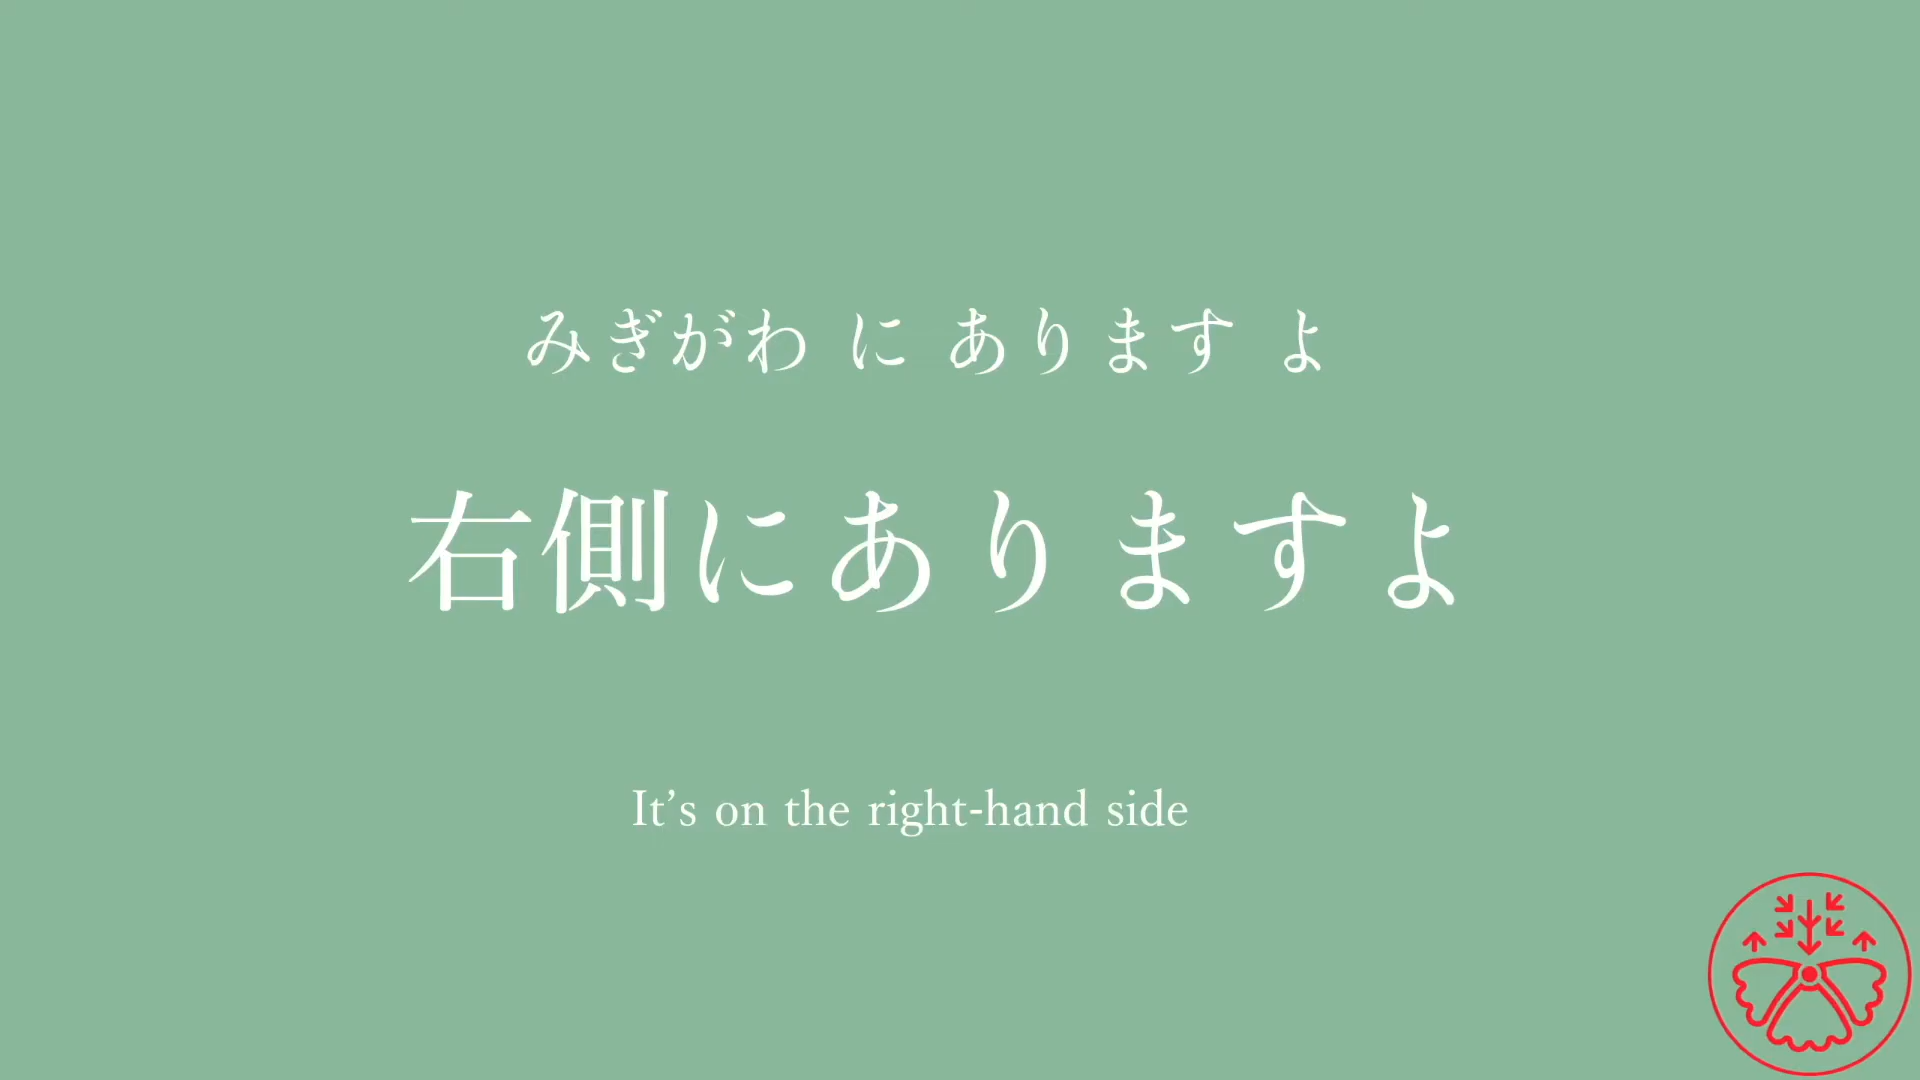 みぎがわ に あります よ
右側にありますよ
It’s on the right-hand side